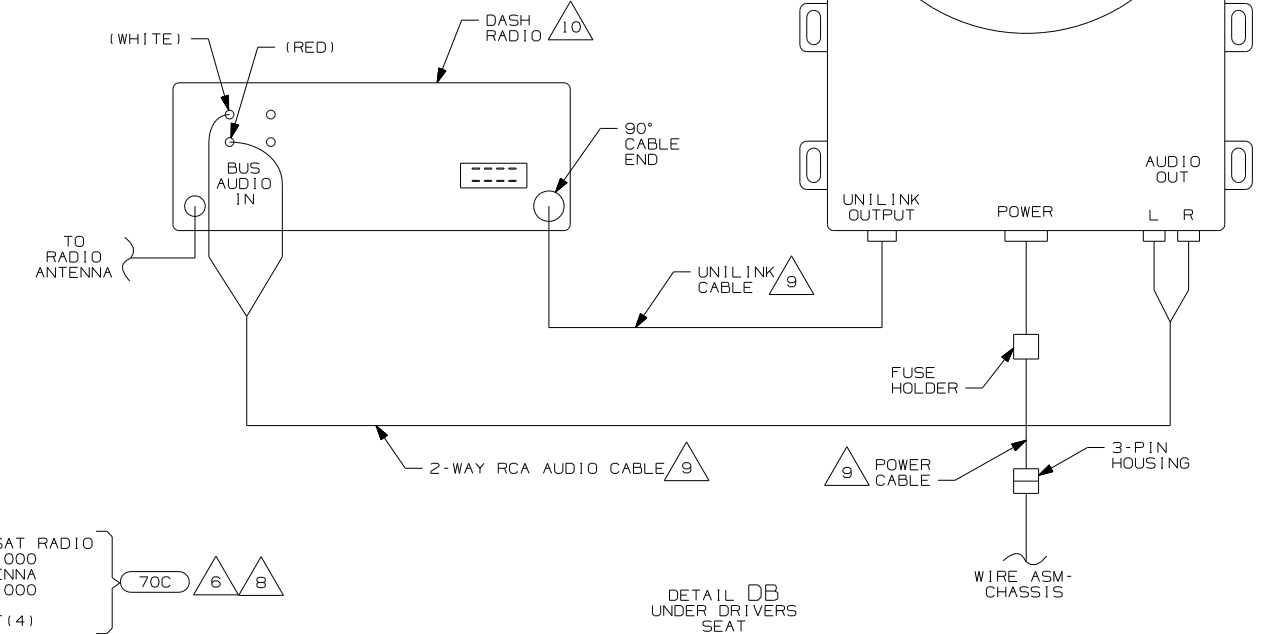 (WHITE)
(RED)
DASH
RADIO
10
BUS
AUDIO
IN
90°
CABLE
END
TO
RADIO
ANTENNA
UNILINK
CABLE
9
UNILINK
OUTPUT
POWER
AUDIO
OUT
L R
FUSE
HOLDER
2-WAY RCA AUDIO CABLE
9
9
POWER
CABLE
3-PIN
HOUSING
WIRE ASM-
CHASSIS
SAT RADIO
000
000
(4)
70C
6
8
DETAIL DB
UNDER DRIVERS
SEAT